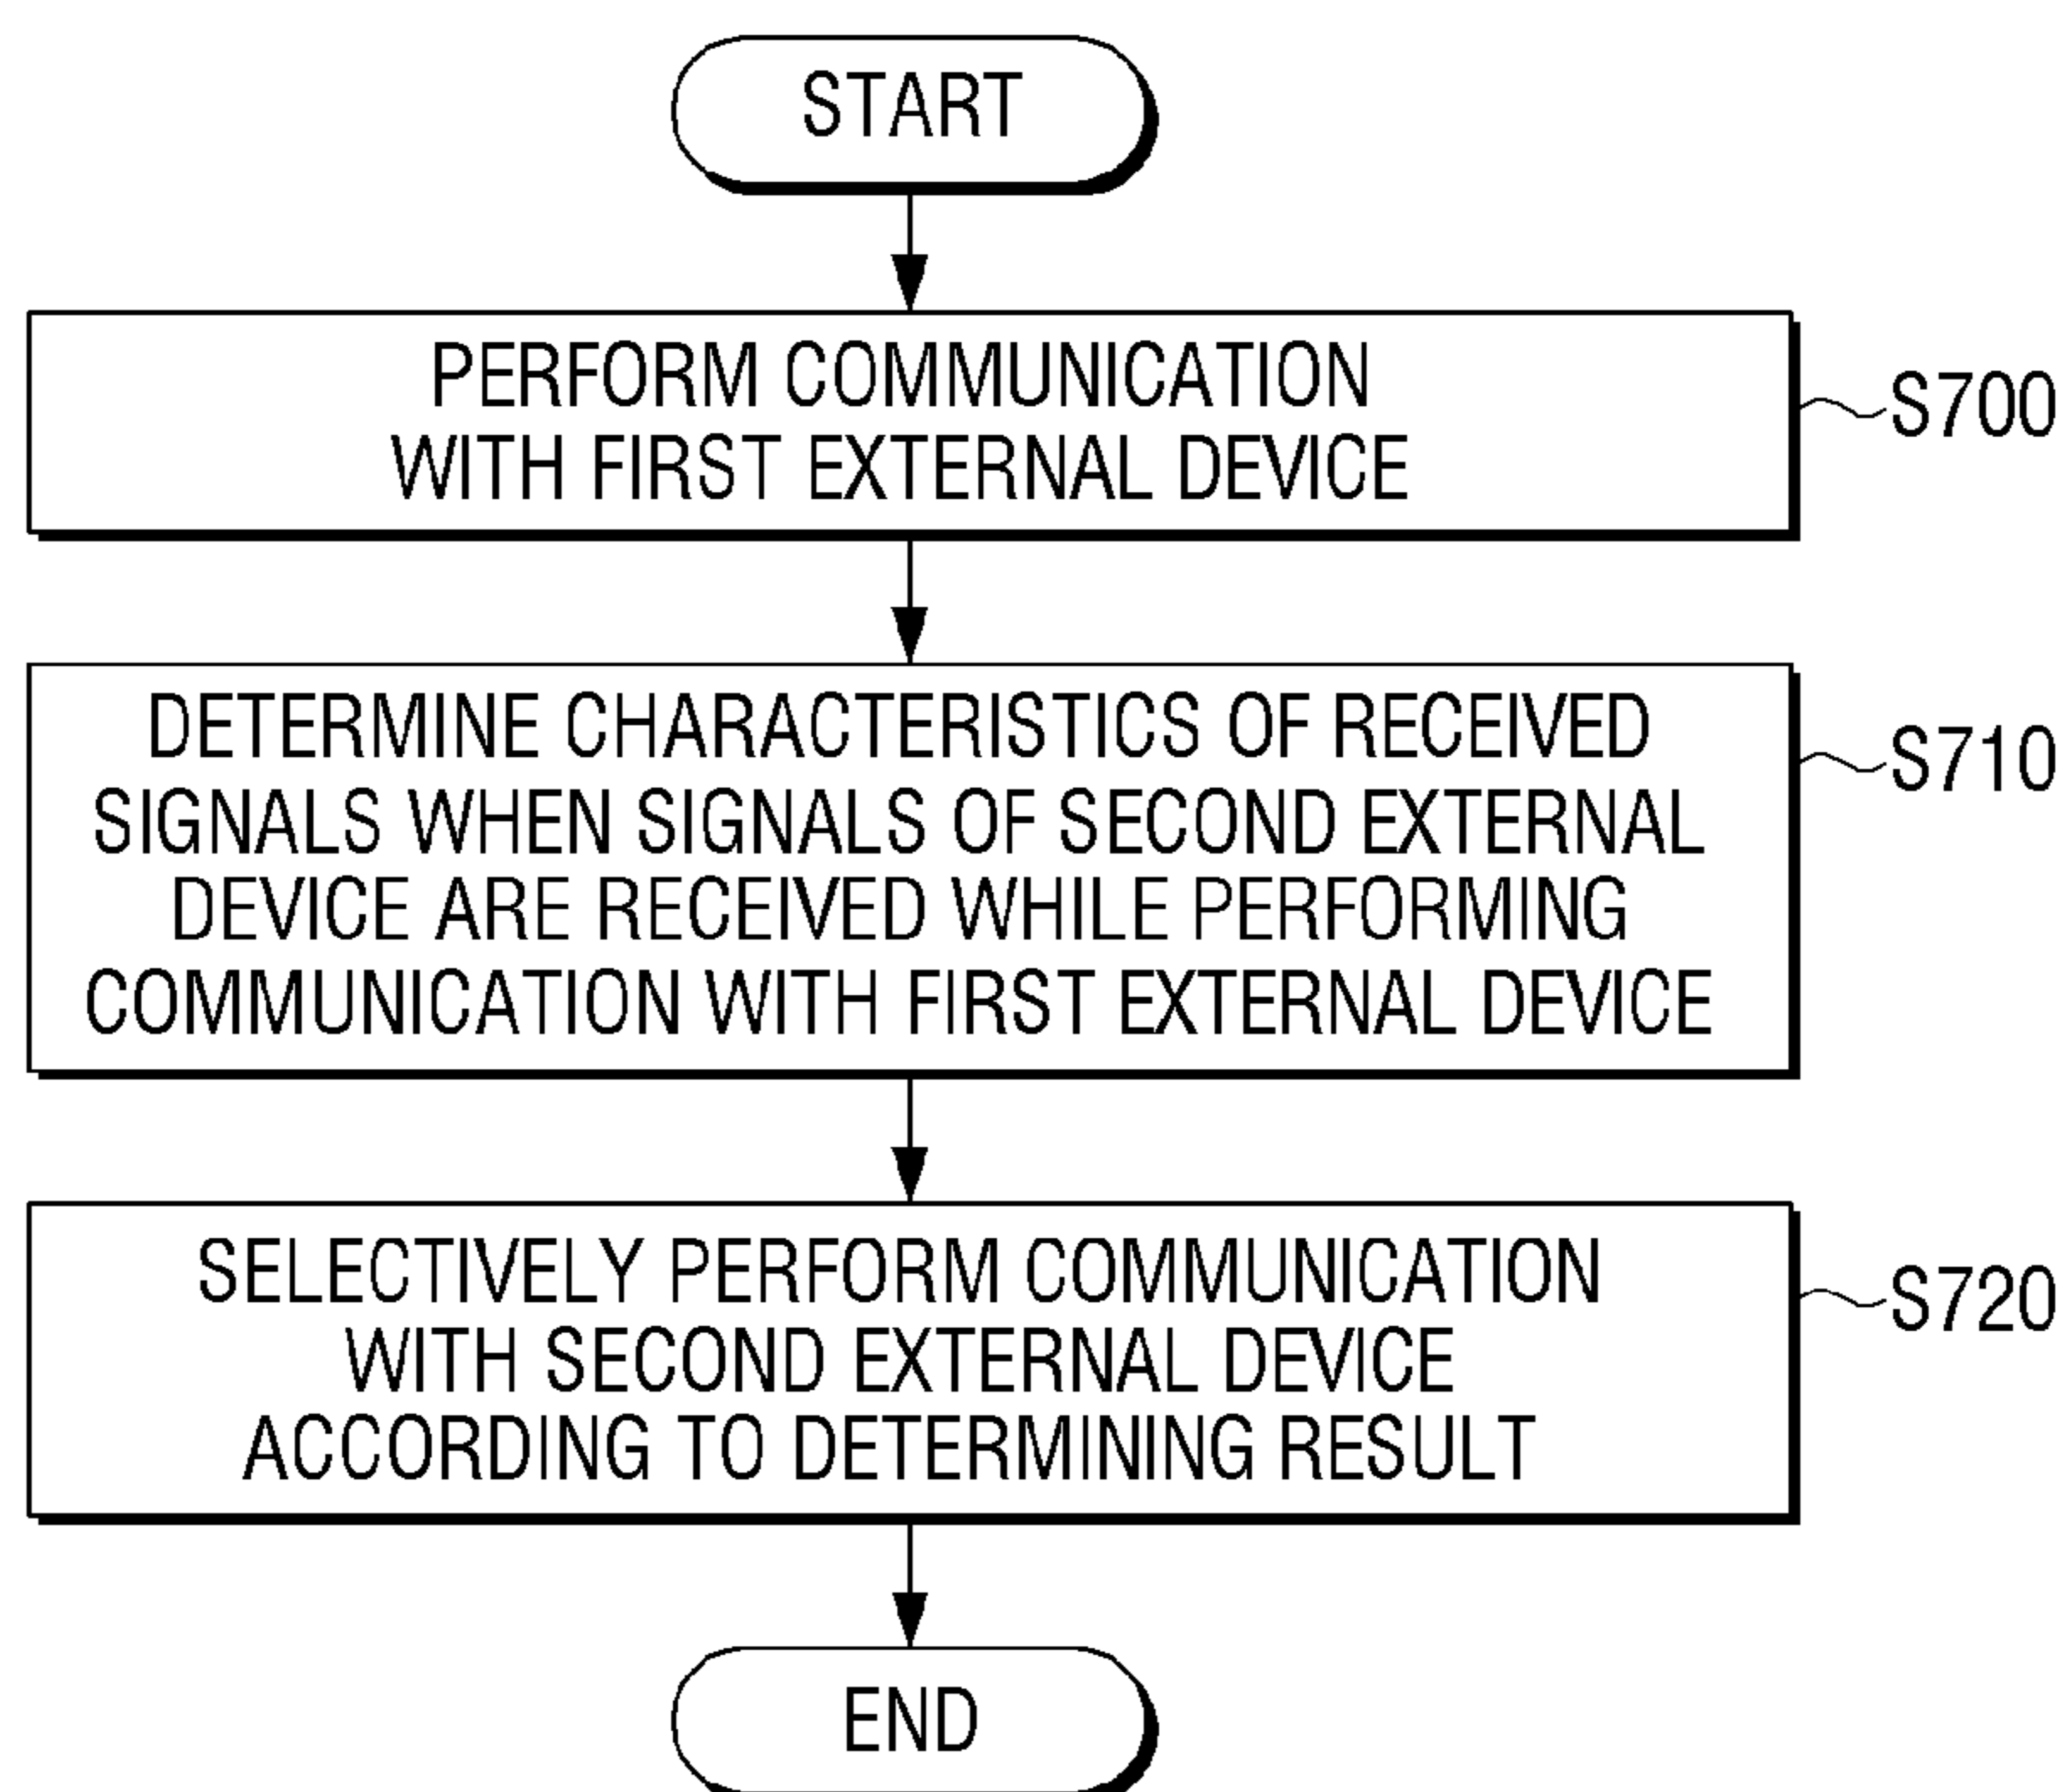 START
PERFORM COMMUNICATION
WITH FIRST EXTERNAL DEVICE
S700
DETERMINE CHARACTERISTICS OF RECEIVED
SIGNALS WHEN SIGNALS OF SECOND EXTERNAL
DEVICE ARE RECEIVED WHILE PERFORMING
COMMUNICATION WITH FIRST EXTERNAL DEVICE
S710
SELECTIVELY PERFORM COMMUNICATION
WITH SECOND EXTERNAL DEVICE
ACCORDING TO DETERMINING RESULT
S720
END